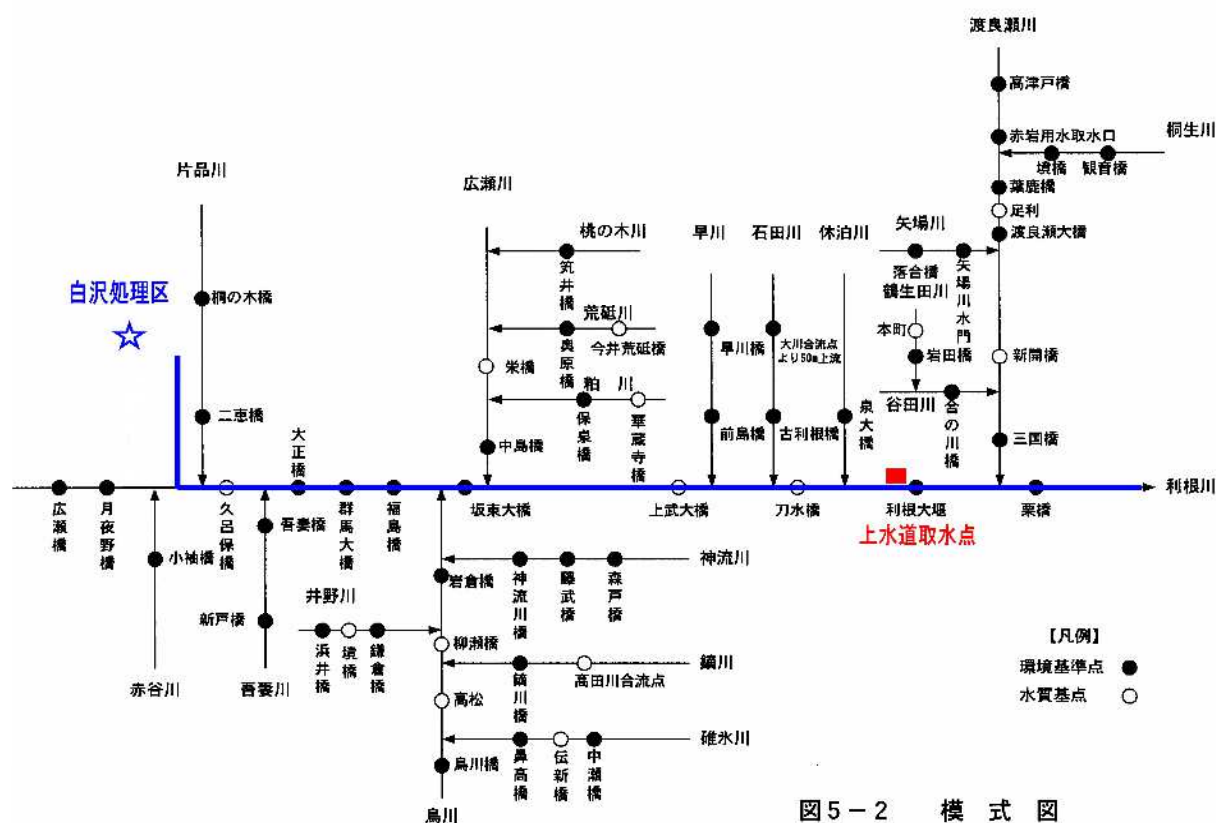 渡良瀬川
高津戸橋
赤岩用水取水口
桐生川
境橋
観音橋
葉鹿橋
足利
渡良瀬大橋
片品川
広瀬川
桃の木川
筑井橋
早川
石田川
休泊川
矢場川
落合橋
矢場川水門
鶴生田川
白沢処理区
桐の木橋
荒砥川
奥原橋
今井荒砥橋
栄橋
早川橋
大川合流点
より50m上流
本町
岩田橋
新開橋
粕川
保泉橋
華蔵寺橋
谷田川
合の川橋
二恵橋
中島橋
前島橋
古利根橋
泉大橋
三国橋
大正橋
利根川
広瀬橋
月夜野橋
久呂保橋
群馬大橋
福島橋
坂東大橋
上武大橋
刀水橋
利根大堰
栗橋
上水道取水点
吾妻橋
小袖橋
新戸橋
赤谷川
吾妻川
井野川
浜井橋
境橋
鎌倉橋
岩倉橋
神流川橋
藤武橋
森戸橋
神流川
柳瀬橋
鏑川橋
高田川合流点
鏑川
高松
鼻高橋
伝新橋
中瀬橋
碓氷川
烏川橋
烏川
【凡例】
環境基準点
水質基点
図5-2 模式図